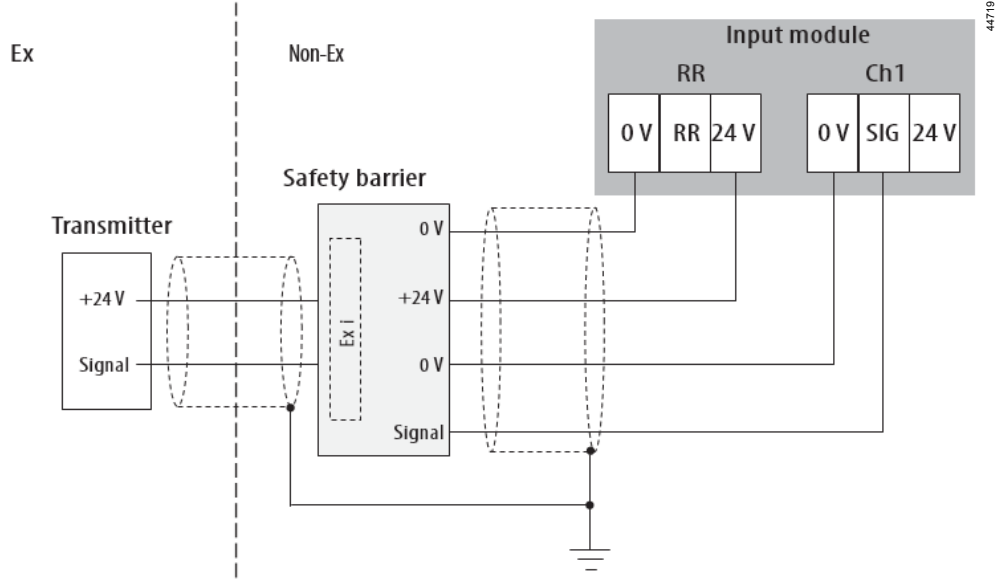 44719
Ex
Non-Ex
Input module
RR
Ch1
0 V
RR
24 V
0 V
SIG
24 V
Safety barrier
Transmitter
0 V
+24 V
+24 V
Ex i
Signal
0 V
Signal